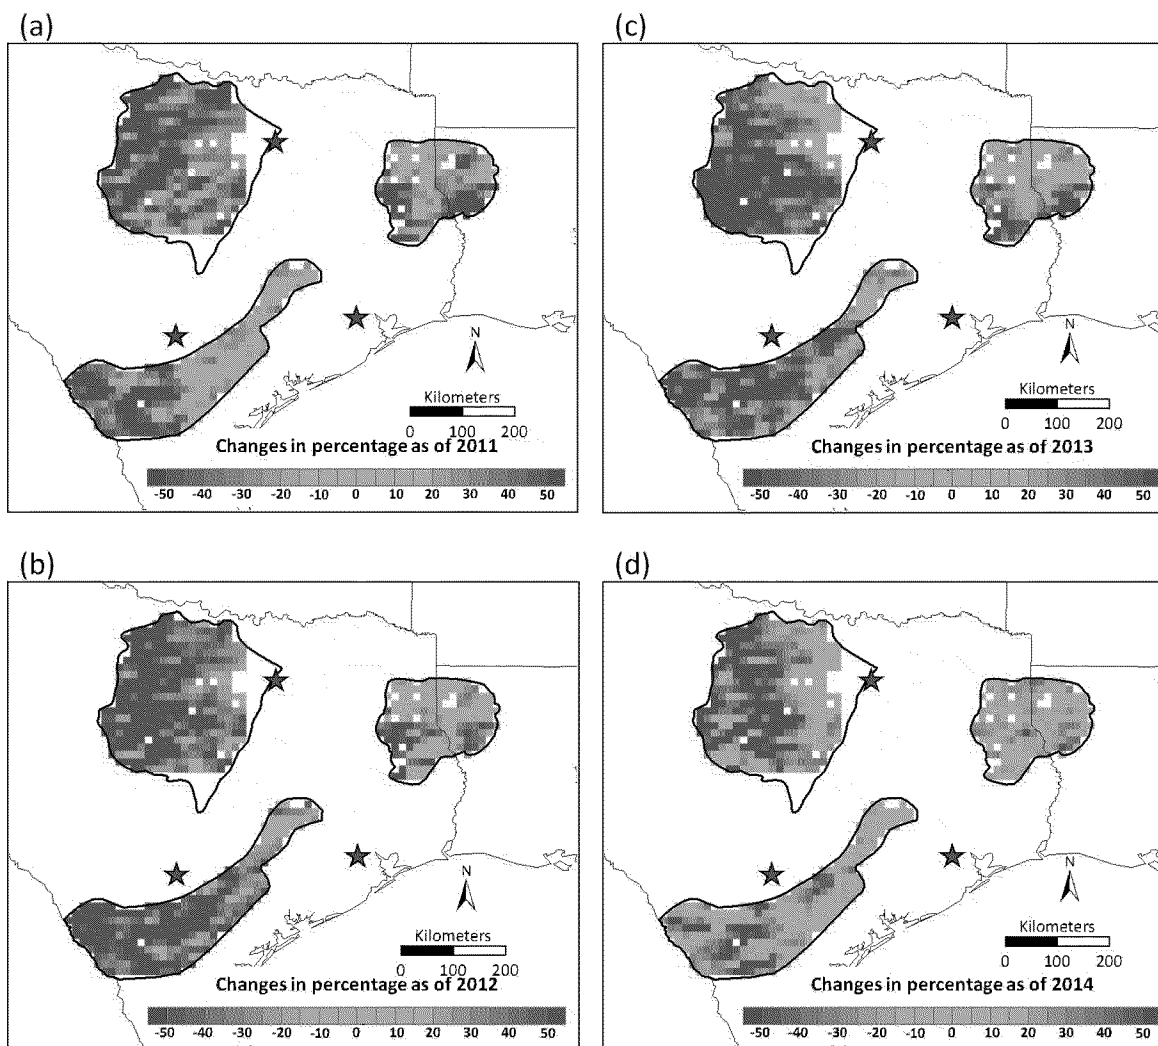 (a)
N
Kilometers
0 100 200
Changes in percentage as of 2011
-50 -40 -30 -20 -10 0 10 20 30 40 50
(c)
N
Kilometers
0 100 200
Changes in percentage as of 2013
-50 -40 -30 -20 -10 0 10 20 30 40 50
(b)
N
Kilometers
0 100 200
Changes in percentage as of 2012
-50 -40 -30 -20 -10 0 10 20 30 40 50
(d)
N
Kilometers
0 100 200
Changes in percentage as of 2014
-50 -40 -30 -20 -10 0 10 20 30 40 50